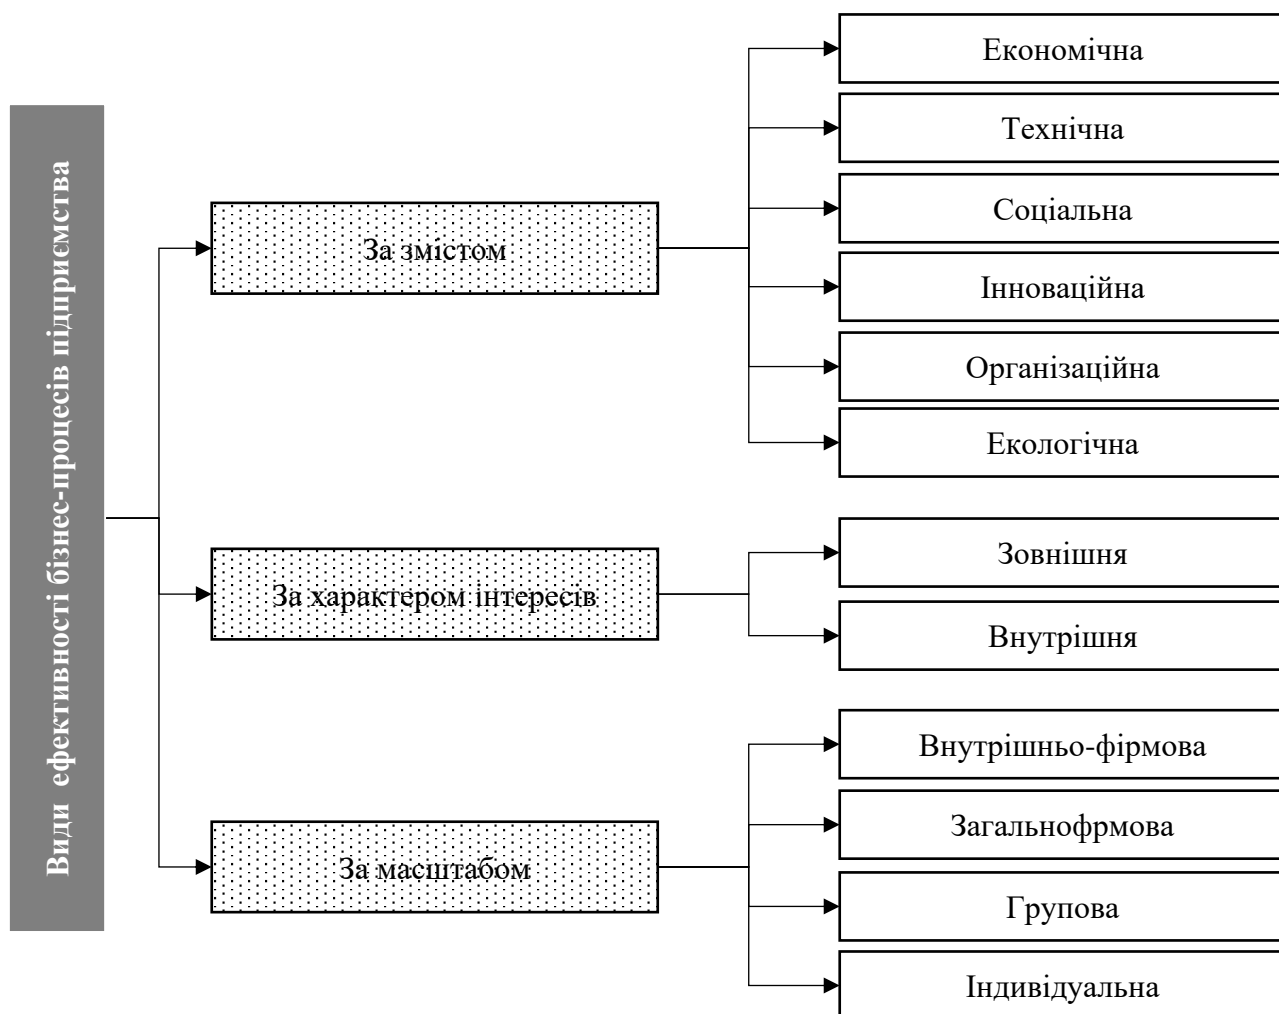 Види ефективності бізнес-процесів підприємства
За змістом
Економічна
Технічна
Соціальна
Інноваційна
Організаційна
Екологічна
За характером інтересів
Зовнішня
Внутрішня
За масштабом
Внутрішньо-фірмова
Загальнофрмова
Групова
Індивідуальна